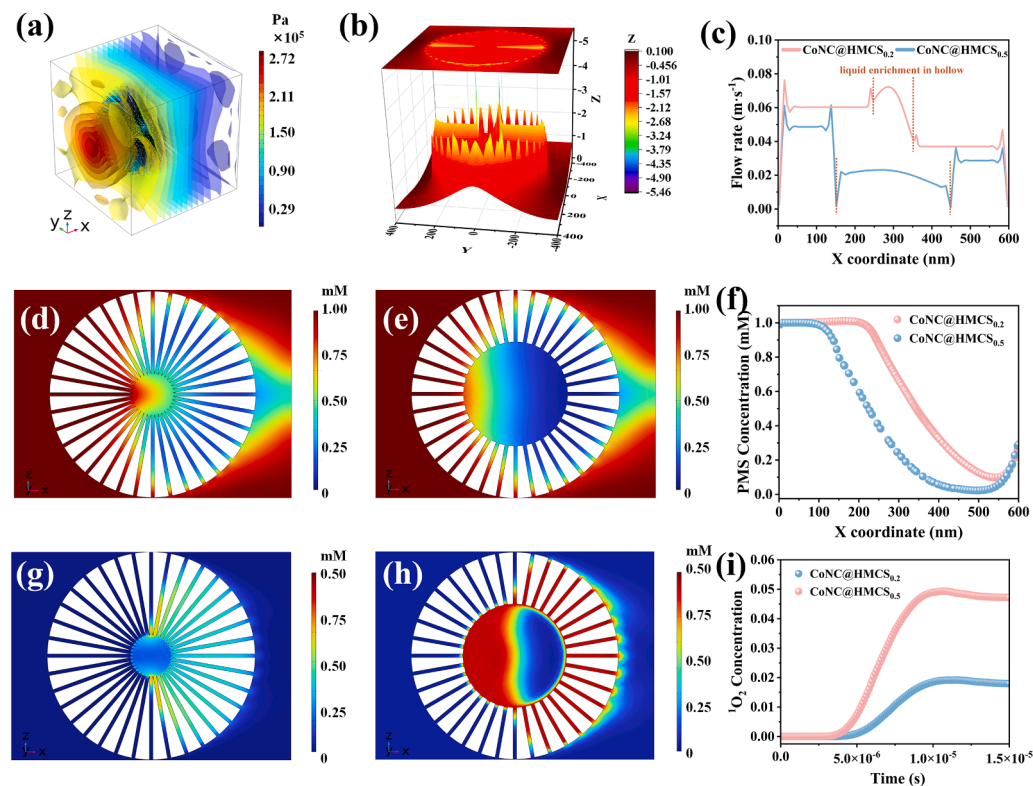 (a)
Pa
×10⁵
2.72
2.11
1.50
0.90
0.29
y z x
(b)
Z
0.100
-0.456
-1.01
-1.57
-2.12
-2.68
-3.24
-3.79
-4.35
-4.90
-5.46
-5
-4
-3
-2
-1
0
Z
-400
-200
0
200
400
X
400
200
0
-200
-400
Y
(c)
CoNC@HMCS₀.₂
CoNC@HMCS₀.₅
liquid enrichment in hollow
Flow rate (m·s⁻¹)
0.10
0.08
0.06
0.04
0.02
0.00
0 100 200 300 400 500 600
X coordinate (nm)
(d)
mM
1.00
0.75
0.50
0.25
0
z
x
(e)
mM
1.00
0.75
0.50
0.25
0
z
x
(f)
CoNC@HMCS₀.₂
CoNC@HMCS₀.₅
PMS Concentration (mM)
1.0
0.8
0.6
0.4
0.2
0.0
0 100 200 300 400 500 600
X coordinate (nm)
(g)
mM
0.50
0.75
0.50
0.25
0
z
x
(h)
mM
0.50
0.75
0.50
0.25
0
z
x
(i)
CoNC@HMCS₀.₂
CoNC@HMCS₀.₅
¹O₂ Concentration
0.06
0.05
0.04
0.03
0.02
0.01
0.00
0.0 5.0×10⁻⁶ 1.0×10⁻⁵ 1.5×10⁻⁵
Time (s)